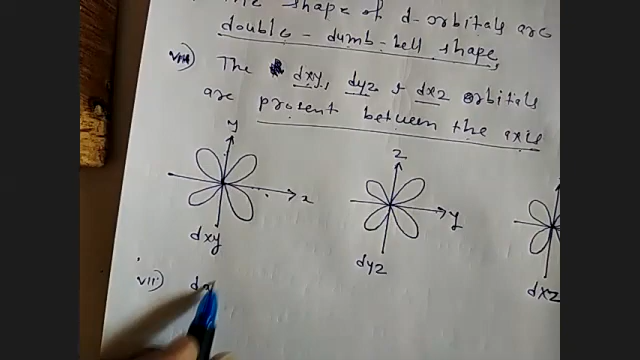 The shape of d-orbitals are
double - dumb-bell shape,
viii) The dxy, dyz & dxz orbitals
are present between the axis
y
x
dxy
z
y
dyz
dxz
vii)